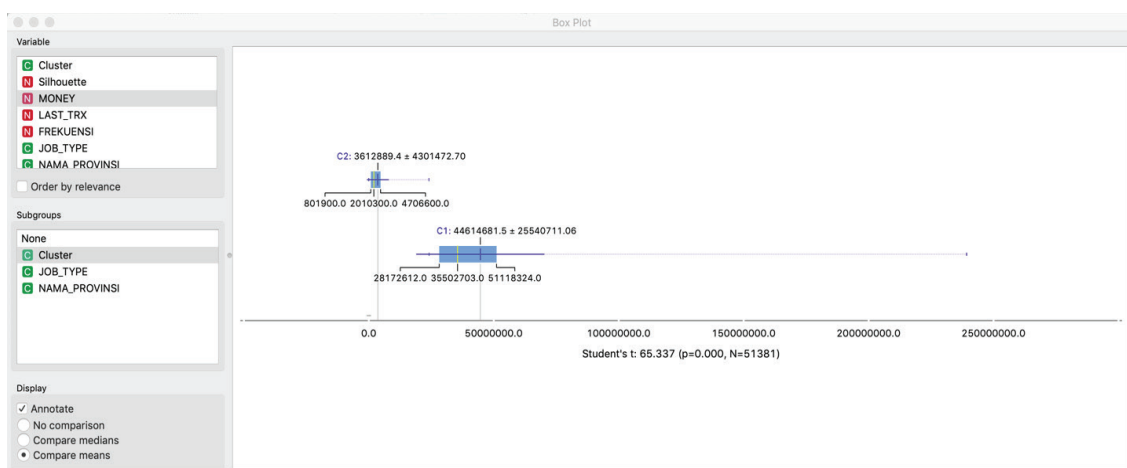 Box Plot
Variable
C Cluster
N Silhouette
N MONEY
N LAST_TRX
N FREKUENSI
C JOB_TYPE
C NAMA_PROVINSI
Order by relevance
Subgroups
None
C Cluster
C JOB_TYPE
C NAMA_PROVINSI
Display
Annotate
No comparison
Compare medians
Compare means
C2: 3612889.4 ± 4301472.70
801900.0 2010300.0 4706600.0
C1: 44614681.5 ± 25540711.06
28172612.0 35502703.0 51118324.0
0.0 50000000.0 100000000.0 150000000.0 200000000.0 250000000.0
Student's t: 65.337 (p=0.000, N=51381)